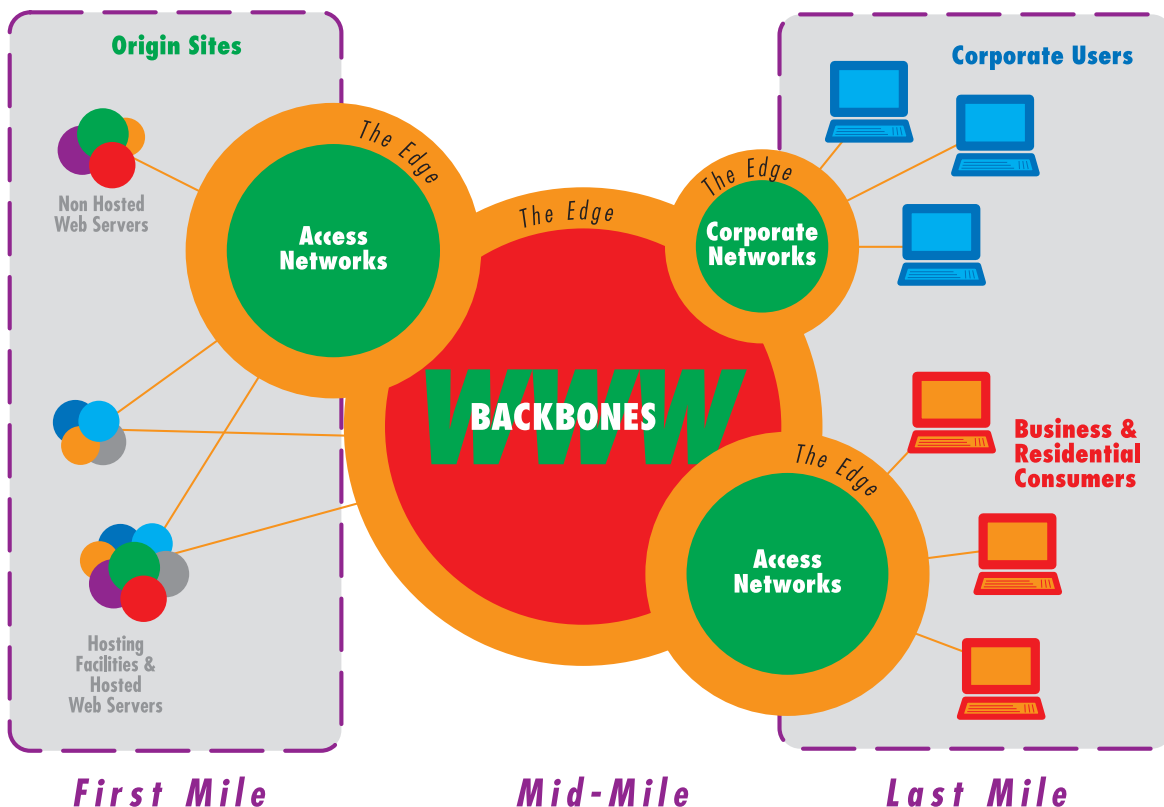 Origin Sites
Non Hosted
Web Servers
Hosting
Facilities &
Hosted
Web Servers
The Edge
Access
Networks
The Edge
WWW
BACKBONES
The Edge
Corporate
Networks
The Edge
Access
Networks
Corporate Users
Business &
Residential
Consumers
First Mile
Mid-Mile
Last Mile